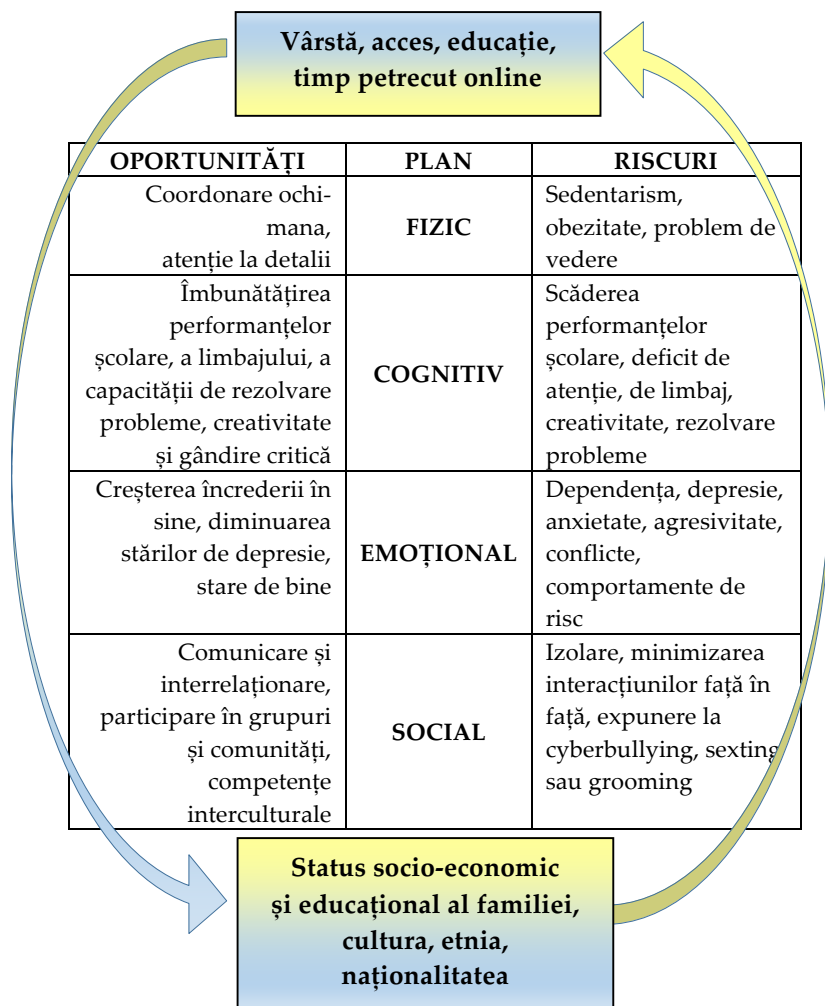 Vârstă, acces, educație,
timp petrecut online
OPORTUNITĂȚI PLAN RISCURI
Coordonare ochi-
mana,
atenție la detalii
FIZIC
Sedentarism,
obezitate, problem de
vedere
Îmbunătățirea
performanțelor
școlare, a limbajului, a
capacității de rezolvare
probleme, creativitate
și gândire critică
COGNITIV
Scăderea
performanțelor
școlare, deficit de
atenție, de limbaj,
creativitate, rezolvare
probleme
Creșterea încrederii în
sine, diminuarea
stărilor de depresie,
stare de bine
EMOȚIONAL
Dependența, depresie,
anxietate, agresivitate,
conflicte,
comportamente de
risc
Comunicare și
interrelaționare,
participare în grupuri
și comunități,
competențe
interculturale
SOCIAL
Izolare, minimizarea
interacțiunilor față în
față, expunere la
cyberbullying, sexting
sau grooming
Status socio-economic
și educațional al familiei,
cultura, etnia,
naționalitatea